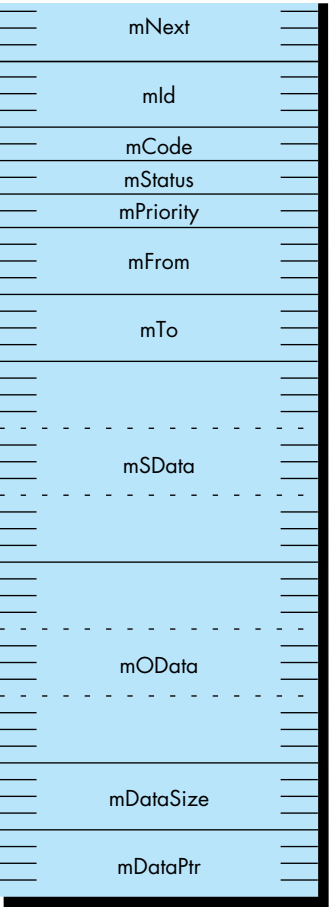 mNext
mId
mCode
mStatus
mPriority
mFrom
mTo
mSData
mOData
mDataSize
mDataPtr